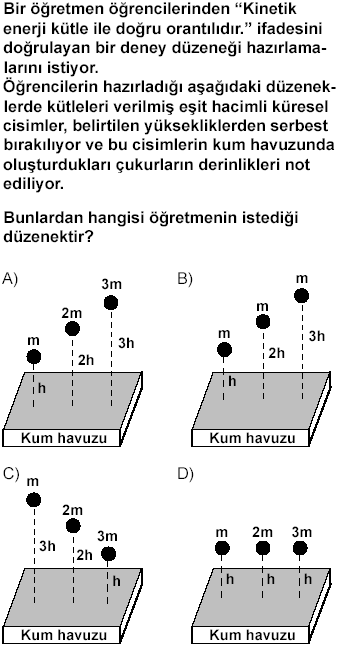 Bir öğretmen öğrencilerinden “Kinetik
enerji kütle ile doğru orantılıdır.” ifadesini
doğrulayan bir deney düzeneği hazırlama-
larını istiyor.
Öğrencilerin hazırladığı aşağıdaki düzenek-
lerde kütleleri verilmiş eşit hacimli küresel
cisimler, belirtilen yüksekliklerden serbest
bırakılıyor ve bu cisimlerin kum havuzunda
oluşturdukları çukurların derinlikleri not
ediliyor.
Bunlardan hangisi öğretmenin istediği
düzenektir?
A)
m 2m 3m
h 2h 3h
Kum havuzu
B)
m m m
h 2h 3h
Kum havuzu
C)
m 2m 3m
3h 2h h
Kum havuzu
D)
m 2m 3m
h h h
Kum havuzu